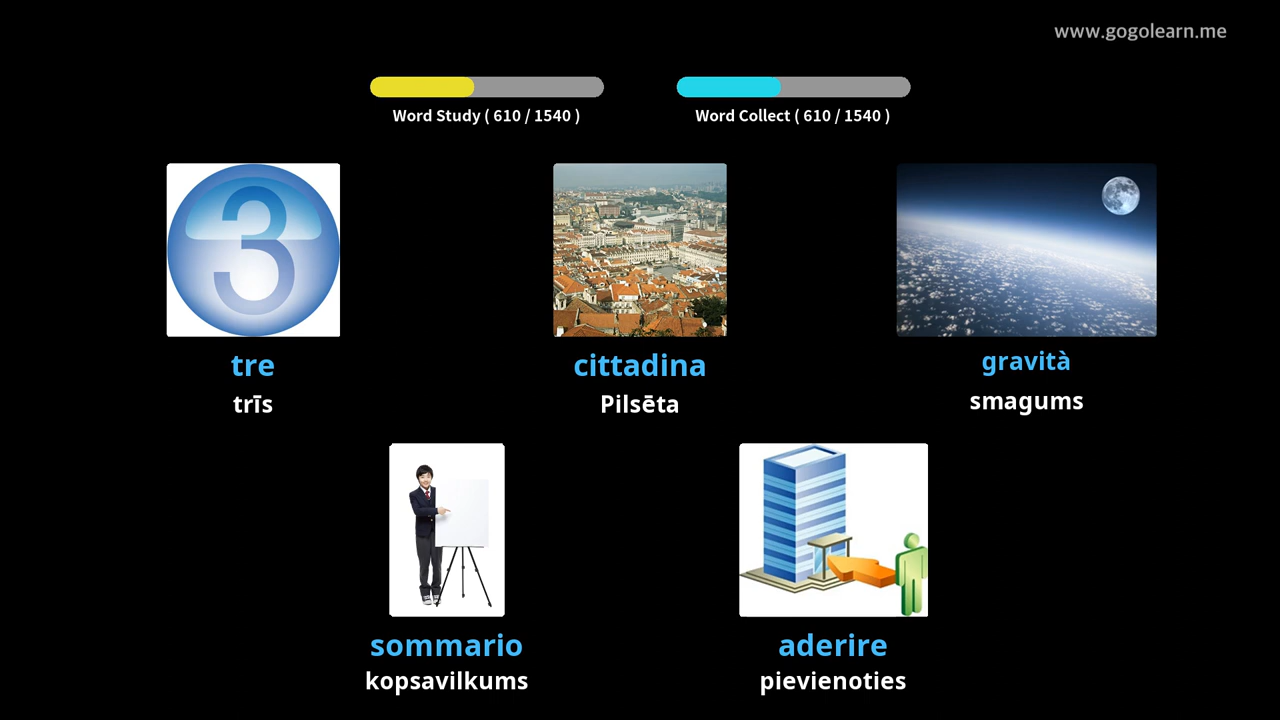 www.gogolearn.me
Word Study ( 610 / 1540 )
Word Collect ( 610 / 1540 )
3
tre
trīs
cittadina
Pilsēta
gravità
smagums
sommario
kopsavilkums
aderire
pievienoties